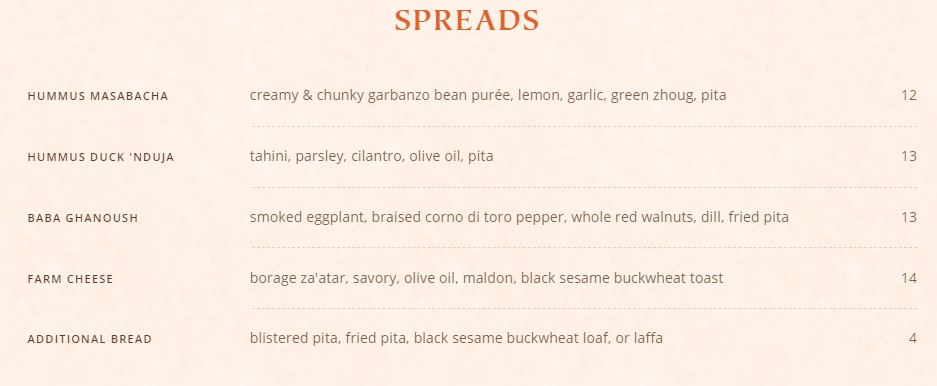 SPREADS
HUMMUS MASABACHA creamy & chunky garbanzo bean purée, lemon, garlic, green zhoug, pita 12
HUMMUS DUCK 'NDUJA tahini, parsley, cilantro, olive oil, pita 13
BABA GHANOUSH smoked eggplant, braised corno di toro pepper, whole red walnuts, dill, fried pita 13
FARM CHEESE borage za'atar, savory, olive oil, maldon, black sesame buckwheat toast 14
ADDITIONAL BREAD blistered pita, fried pita, black sesame buckwheat loaf, or laffa 4